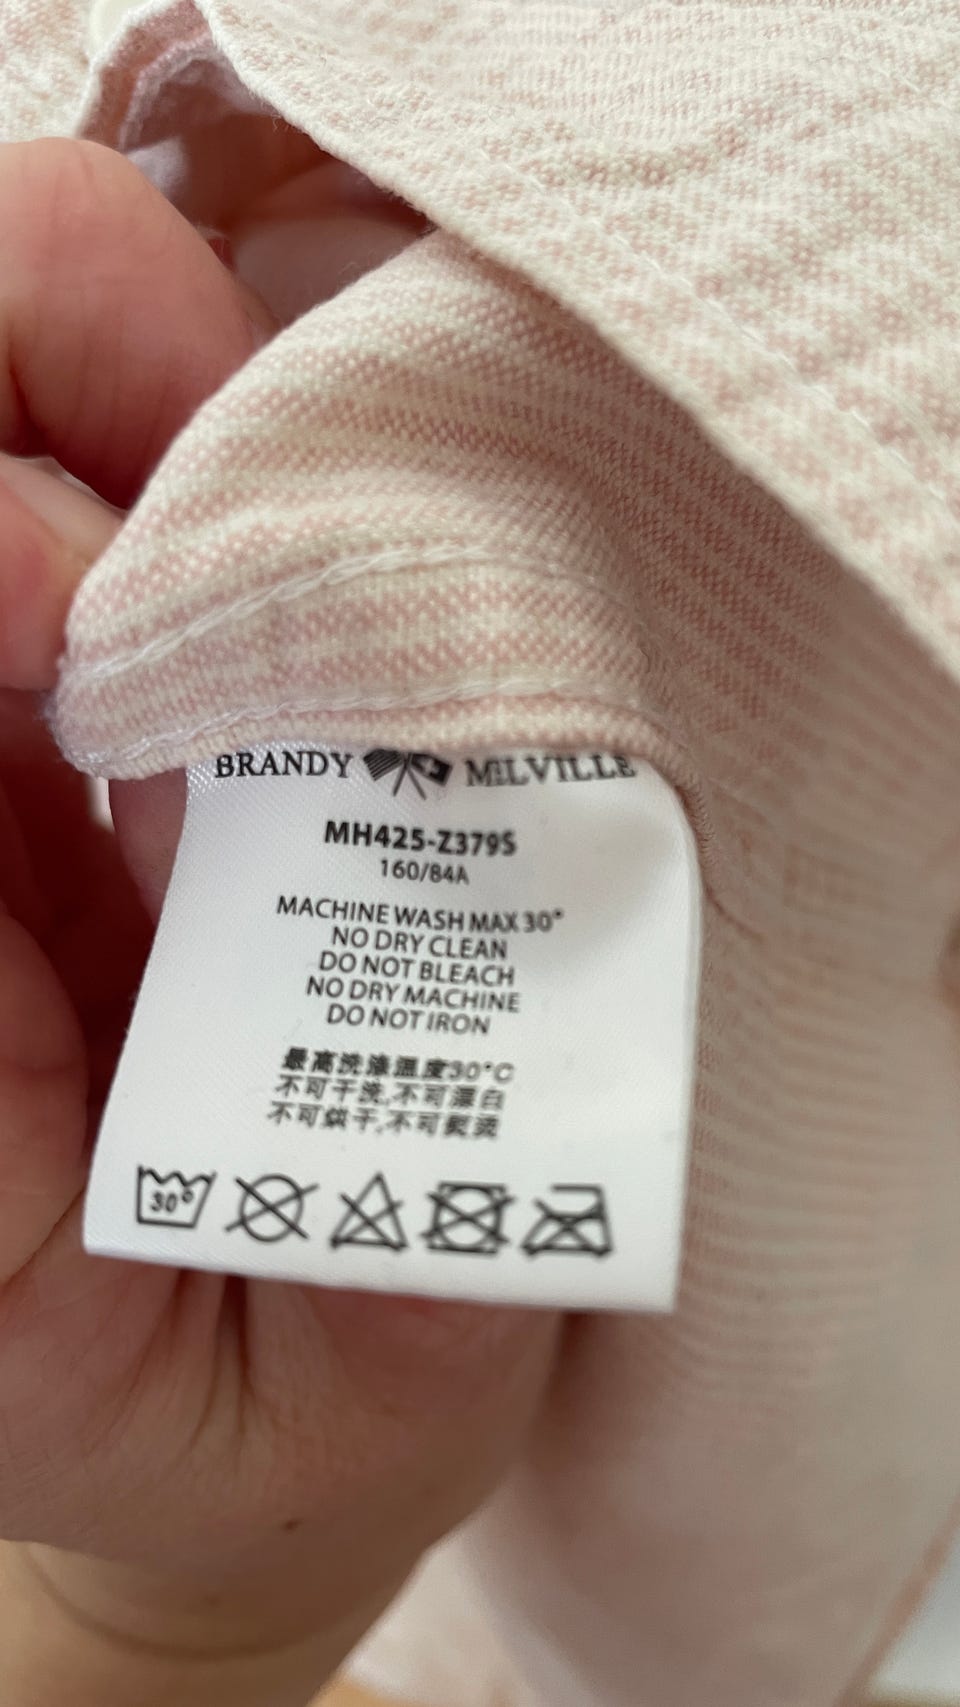 BRANDY MELVILLE
MH425-Z379S
160/84A
MACHINE WASH MAX 30°
NO DRY CLEAN
DO NOT BLEACH
NO DRY MACHINE
DO NOT IRON
最高洗涤温度30°C
不可干洗,不可漂白
不可烘干,不可熨烫
30°